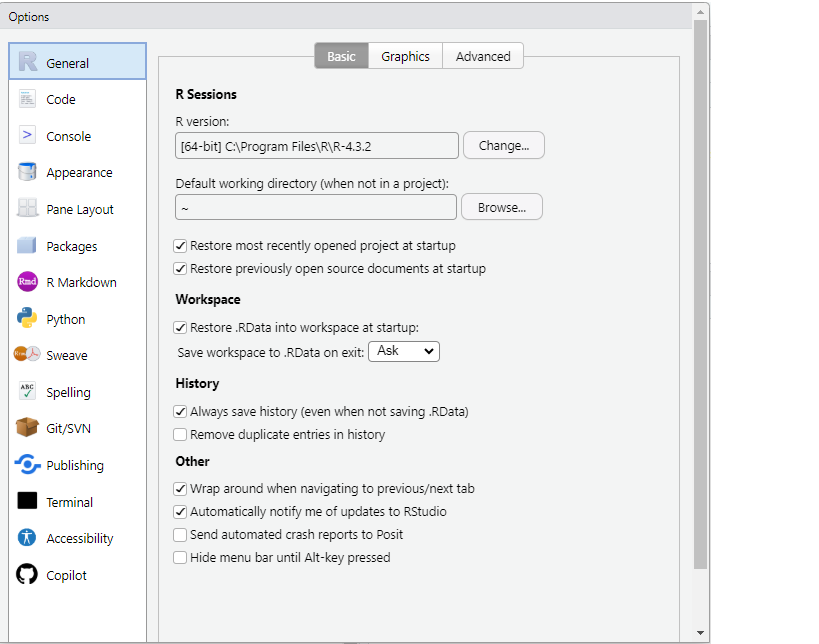 Options
General
Code
Console
Appearance
Pane Layout
Packages
Rmd R Markdown
Python
Sweave
ABC Spelling
Git/SVN
Publishing
Terminal
Accessibility
Copilot
Basic Graphics Advanced
R Sessions
R version:
[64-bit] C:\Program Files\R\R-4.3.2 Change...
Default working directory (when not in a project):
~ Browse...
Restore most recently opened project at startup
Restore previously open source documents at startup
Workspace
Restore .RData into workspace at startup:
Save workspace to .RData on exit: Ask
History
Always save history (even when not saving .RData)
Remove duplicate entries in history
Other
Wrap around when navigating to previous/next tab
Automatically notify me of updates to RStudio
Send automated crash reports to Posit
Hide menu bar until Alt-key pressed